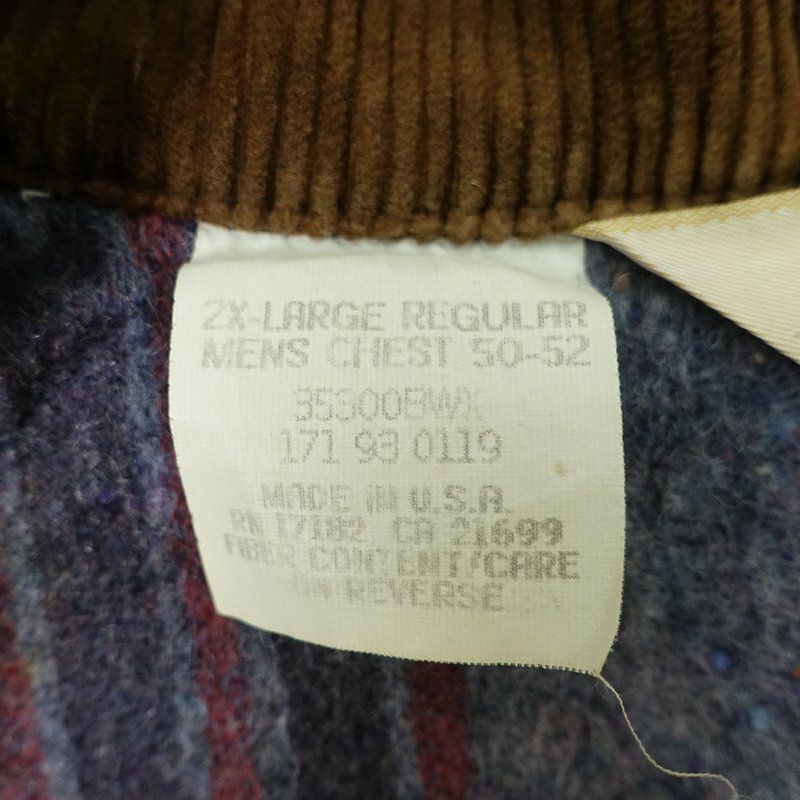 2X-LARGE REGULAR
MENS CHEST 50-52
35300BWX
171 93 0119
MADE IN U.S.A.
RN 17182 CA 21699
FIBER CONTENT/CARE
ON/REVERSE